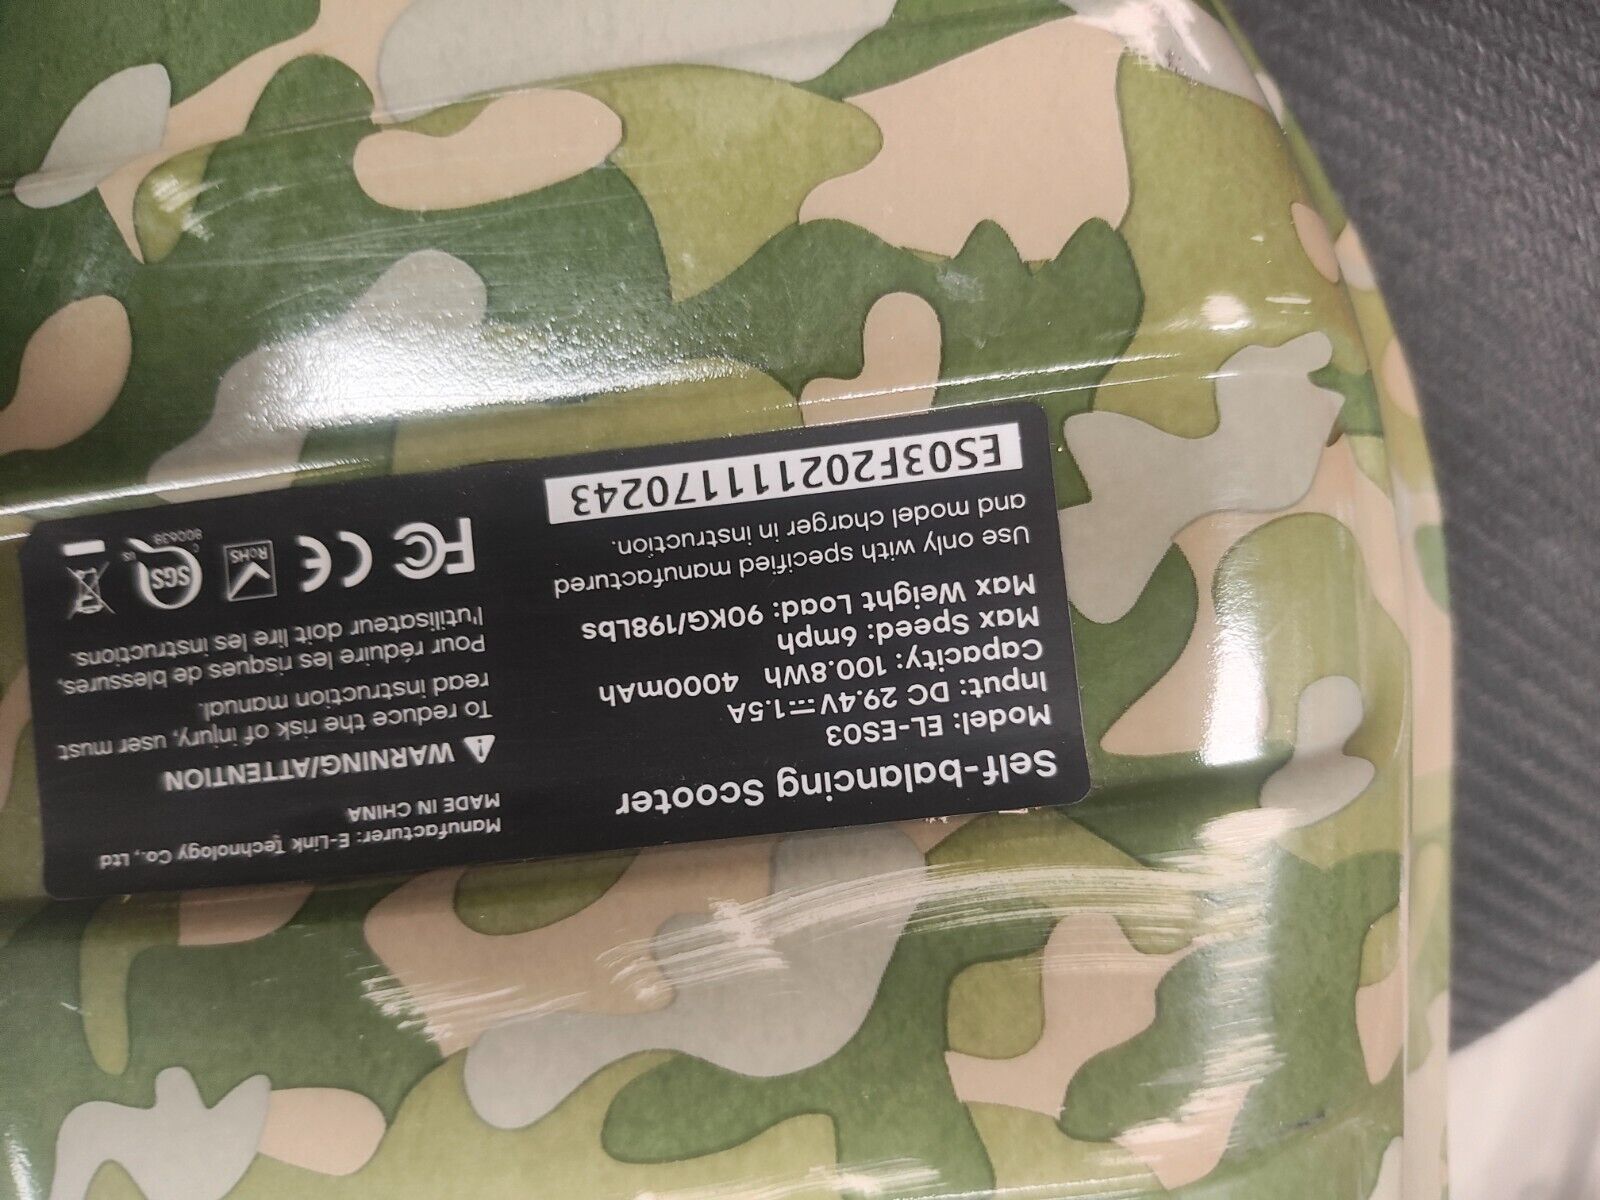 Self-balancing Scooter
Model: EL-ES03
Input: DC 29.4V⎓1.5A
Capacity: 100.8Wh 4000mAh
Max Speed: 6mph
Max Weight Load: 90KG/198Lbs
Use only with specified manufactured
and model charger in instruction.
ES03F202111170243
Manufacturer: E-Link Technology Co., Ltd
MADE IN CHINA
WARNING/ATTENTION
To reduce the risk of injury, user must
read instruction manual.
Pour réduire les risques de blessures,
l'utilisateur doit lire les instructions.
FC CE RoHS SGS
C US